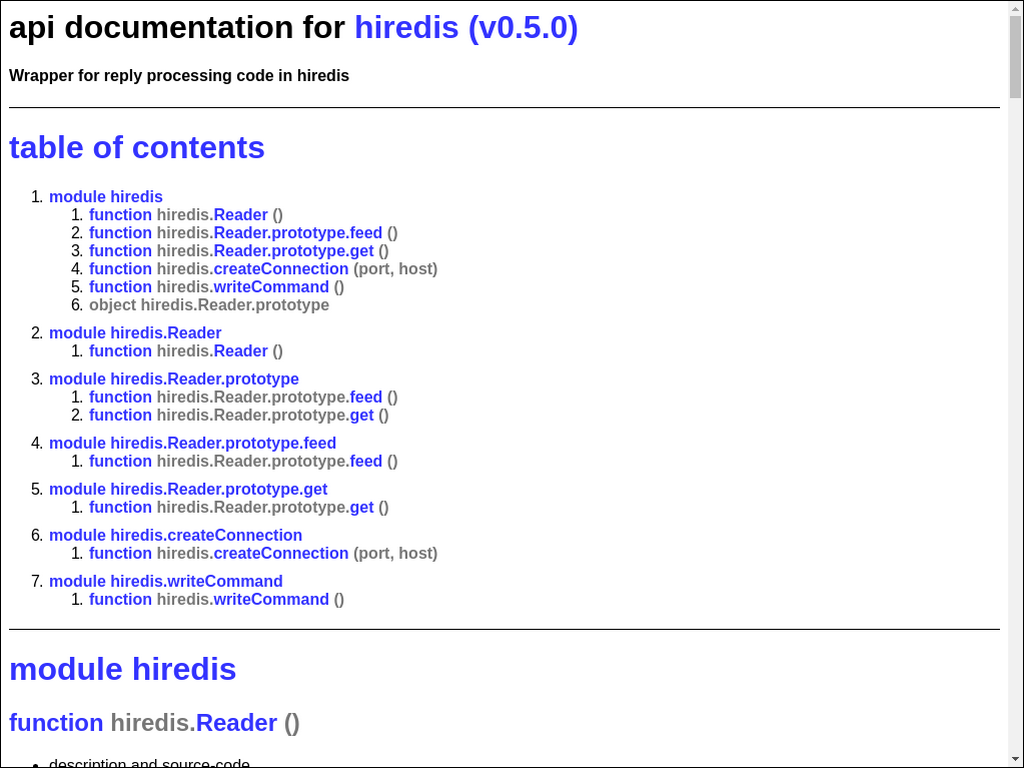 api documentation for hiredis (v0.5.0)
Wrapper for reply processing code in hiredis
table of contents
1. module hiredis
1. function hiredis.Reader ()
2. function hiredis.Reader.prototype.feed ()
3. function hiredis.Reader.prototype.get ()
4. function hiredis.createConnection (port, host)
5. function hiredis.writeCommand ()
6. object hiredis.Reader.prototype
2. module hiredis.Reader
1. function hiredis.Reader ()
3. module hiredis.Reader.prototype
1. function hiredis.Reader.prototype.feed ()
2. function hiredis.Reader.prototype.get ()
4. module hiredis.Reader.prototype.feed
1. function hiredis.Reader.prototype.feed ()
5. module hiredis.Reader.prototype.get
1. function hiredis.Reader.prototype.get ()
6. module hiredis.createConnection
1. function hiredis.createConnection (port, host)
7. module hiredis.writeCommand
1. function hiredis.writeCommand ()
module hiredis
function hiredis.Reader ()
• description and source-code